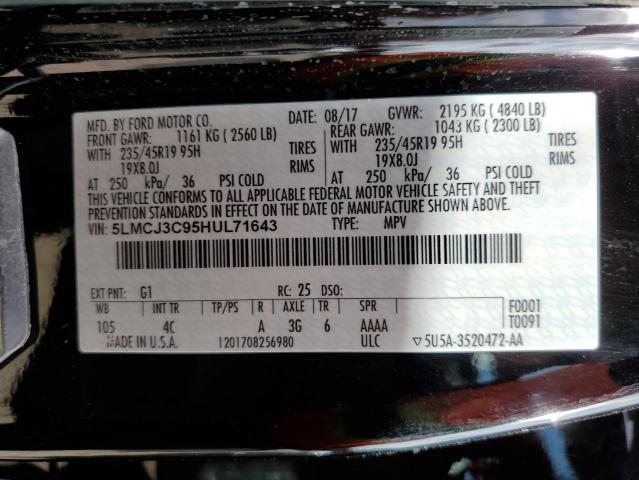 MFD. BY FORD MOTOR CO.
DATE: 08/17 GVWR: 2195 KG ( 4840 LB)
FRONT GAWR: 1161 KG ( 2560 LB)
REAR GAWR: 1043 KG ( 2300 LB)
WITH 235/45R19 95H TIRES
WITH 235/45R19 95H TIRES
19X8.0J RIMS
19X8.0J RIMS
AT 250 kPa/ 36 PSI COLD
AT 250 kPa/ 36 PSI COLD
THIS VEHICLE CONFORMS TO ALL APPLICABLE FEDERAL MOTOR VEHICLE SAFETY AND THEFT
PREVENTION STANDARDS IN EFFECT ON THE DATE OF MANUFACTURE SHOWN ABOVE.
VIN: 5LMCJ3C95HUL71643 TYPE: MPV
EXT PNT: G1 RC: 25 DSO:
WB INT TR TP/PS R AXLE TR SPR F0001
105 4C A 3G 6 AAAA T0091
MADE IN U.S.A. 1201708256980 ULC ▽5U5A-3520472-AA